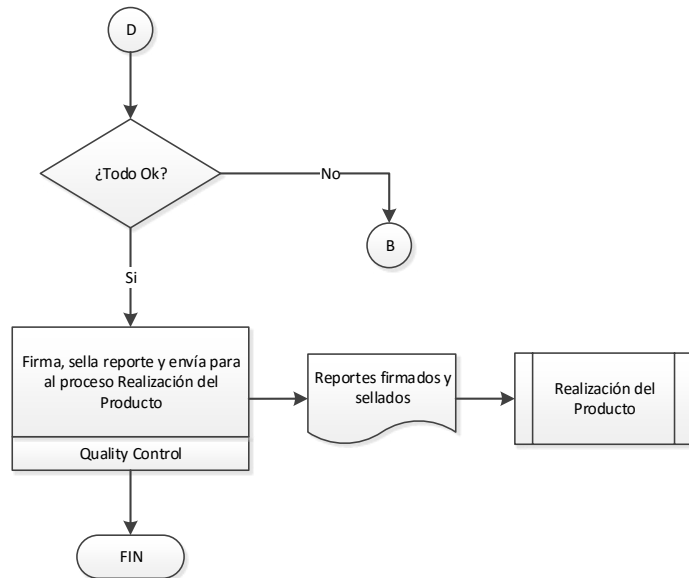 D
¿Todo Ok?
No
B
Si
Firma, sella reporte y envía para
al proceso Realización del
Producto
Quality Control
Reportes firmados y
sellados
Realización del
Producto
FIN